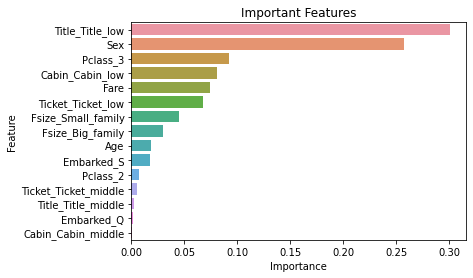 Important Features
Title_Title_low
Sex
Pclass_3
Cabin_Cabin_low
Fare
Ticket_Ticket_low
Fsize_Small_family
Fsize_Big_family
Age
Embarked_S
Pclass_2
Ticket_Ticket_middle
Title_Title_middle
Embarked_Q
Cabin_Cabin_middle
Feature
0.00 0.05 0.10 0.15 0.20 0.25 0.30
Importance